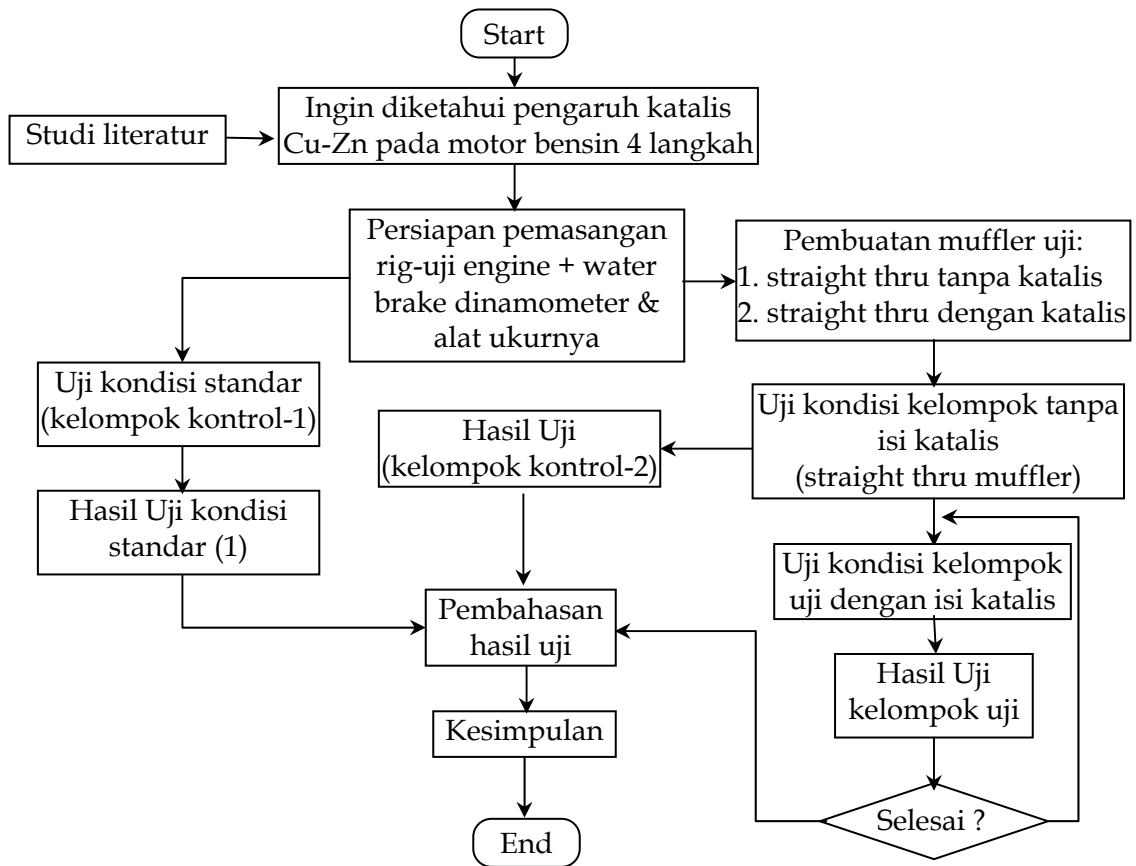 Start
Ingin diketahui pengaruh katalis
Cu-Zn pada motor bensin 4 langkah
Studi literatur
Persiapan pemasangan
rig-uji engine + water
brake dinamometer &
alat ukurnya
Pembuatan muffler uji:
1. straight thru tanpa katalis
2. straight thru dengan katalis
Uji kondisi standar
(kelompok kontrol-1)
Hasil Uji
(kelompok kontrol-2)
Uji kondisi kelompok tanpa
isi katalis
(straight thru muffler)
Hasil Uji kondisi
standar (1)
Uji kondisi kelompok
uji dengan isi katalis
Pembahasan
hasil uji
Hasil Uji
kelompok uji
Kesimpulan
Selesai ?
End